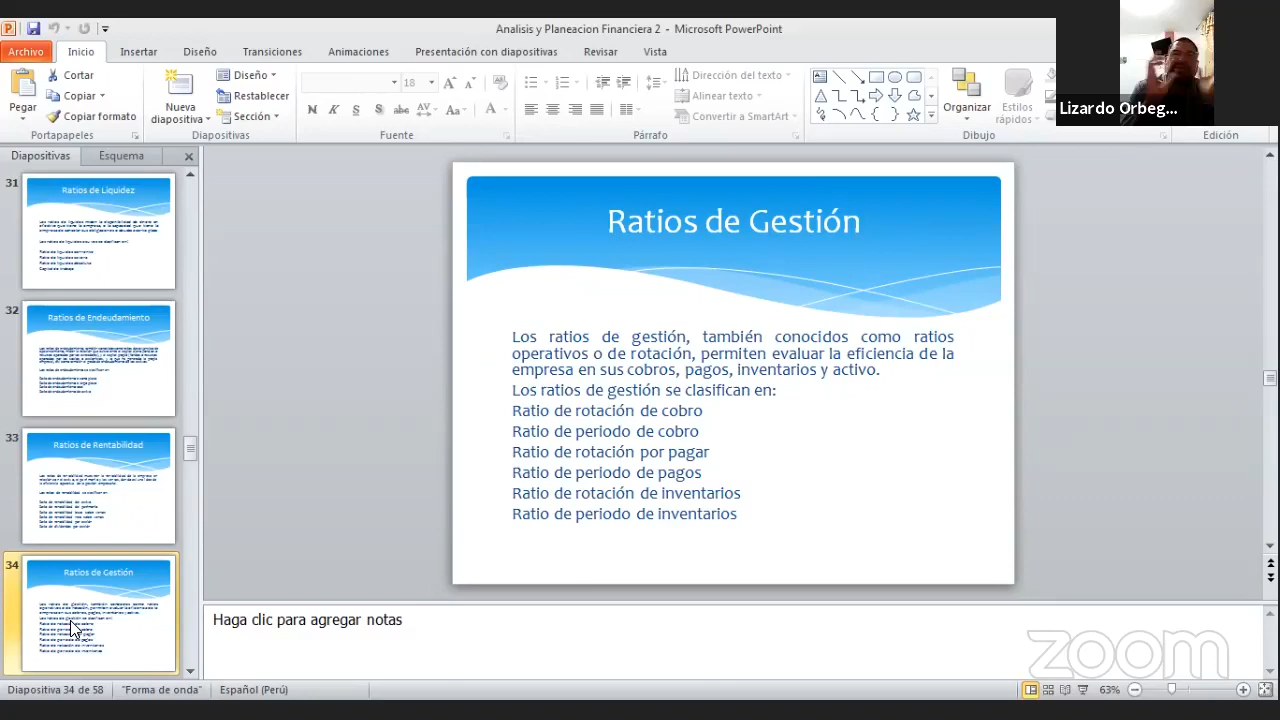 Analisis y Planeacion Financiera 2 - Microsoft PowerPoint
Archivo Inicio Insertar Diseño Transiciones Animaciones Presentación con diapositivas Revisar Vista
Pegar
Cortar
Copiar
Copiar formato
Portapapeles
Nueva diapositiva
Diseño
Restablecer
Sección
Diapositivas
18
Fuente
Dirección del texto
Alinear texto
Convertir a SmartArt
Párrafo
Organizar
Estilos rápidos
Dibujo
Edición
Lizardo Orbeg...
Diapositivas Esquema
31
Ratios de Liquidez
32
Ratios de Endeudamiento
33
Ratios de Rentabilidad
34
Ratios de Gestión
Ratios de Gestión
Los ratios de gestión, también conocidos como ratios
operativos o de rotación, permiten evaluar la eficiencia de la
empresa en sus cobros, pagos, inventarios y activo.
Los ratios de gestión se clasifican en:
Ratio de rotación de cobro
Ratio de periodo de cobro
Ratio de rotación por pagar
Ratio de periodo de pagos
Ratio de rotación de inventarios
Ratio de periodo de inventarios
Haga clic para agregar notas
zoom
Diapositiva 34 de 58 "Forma de onda" Español (Perú) 63%